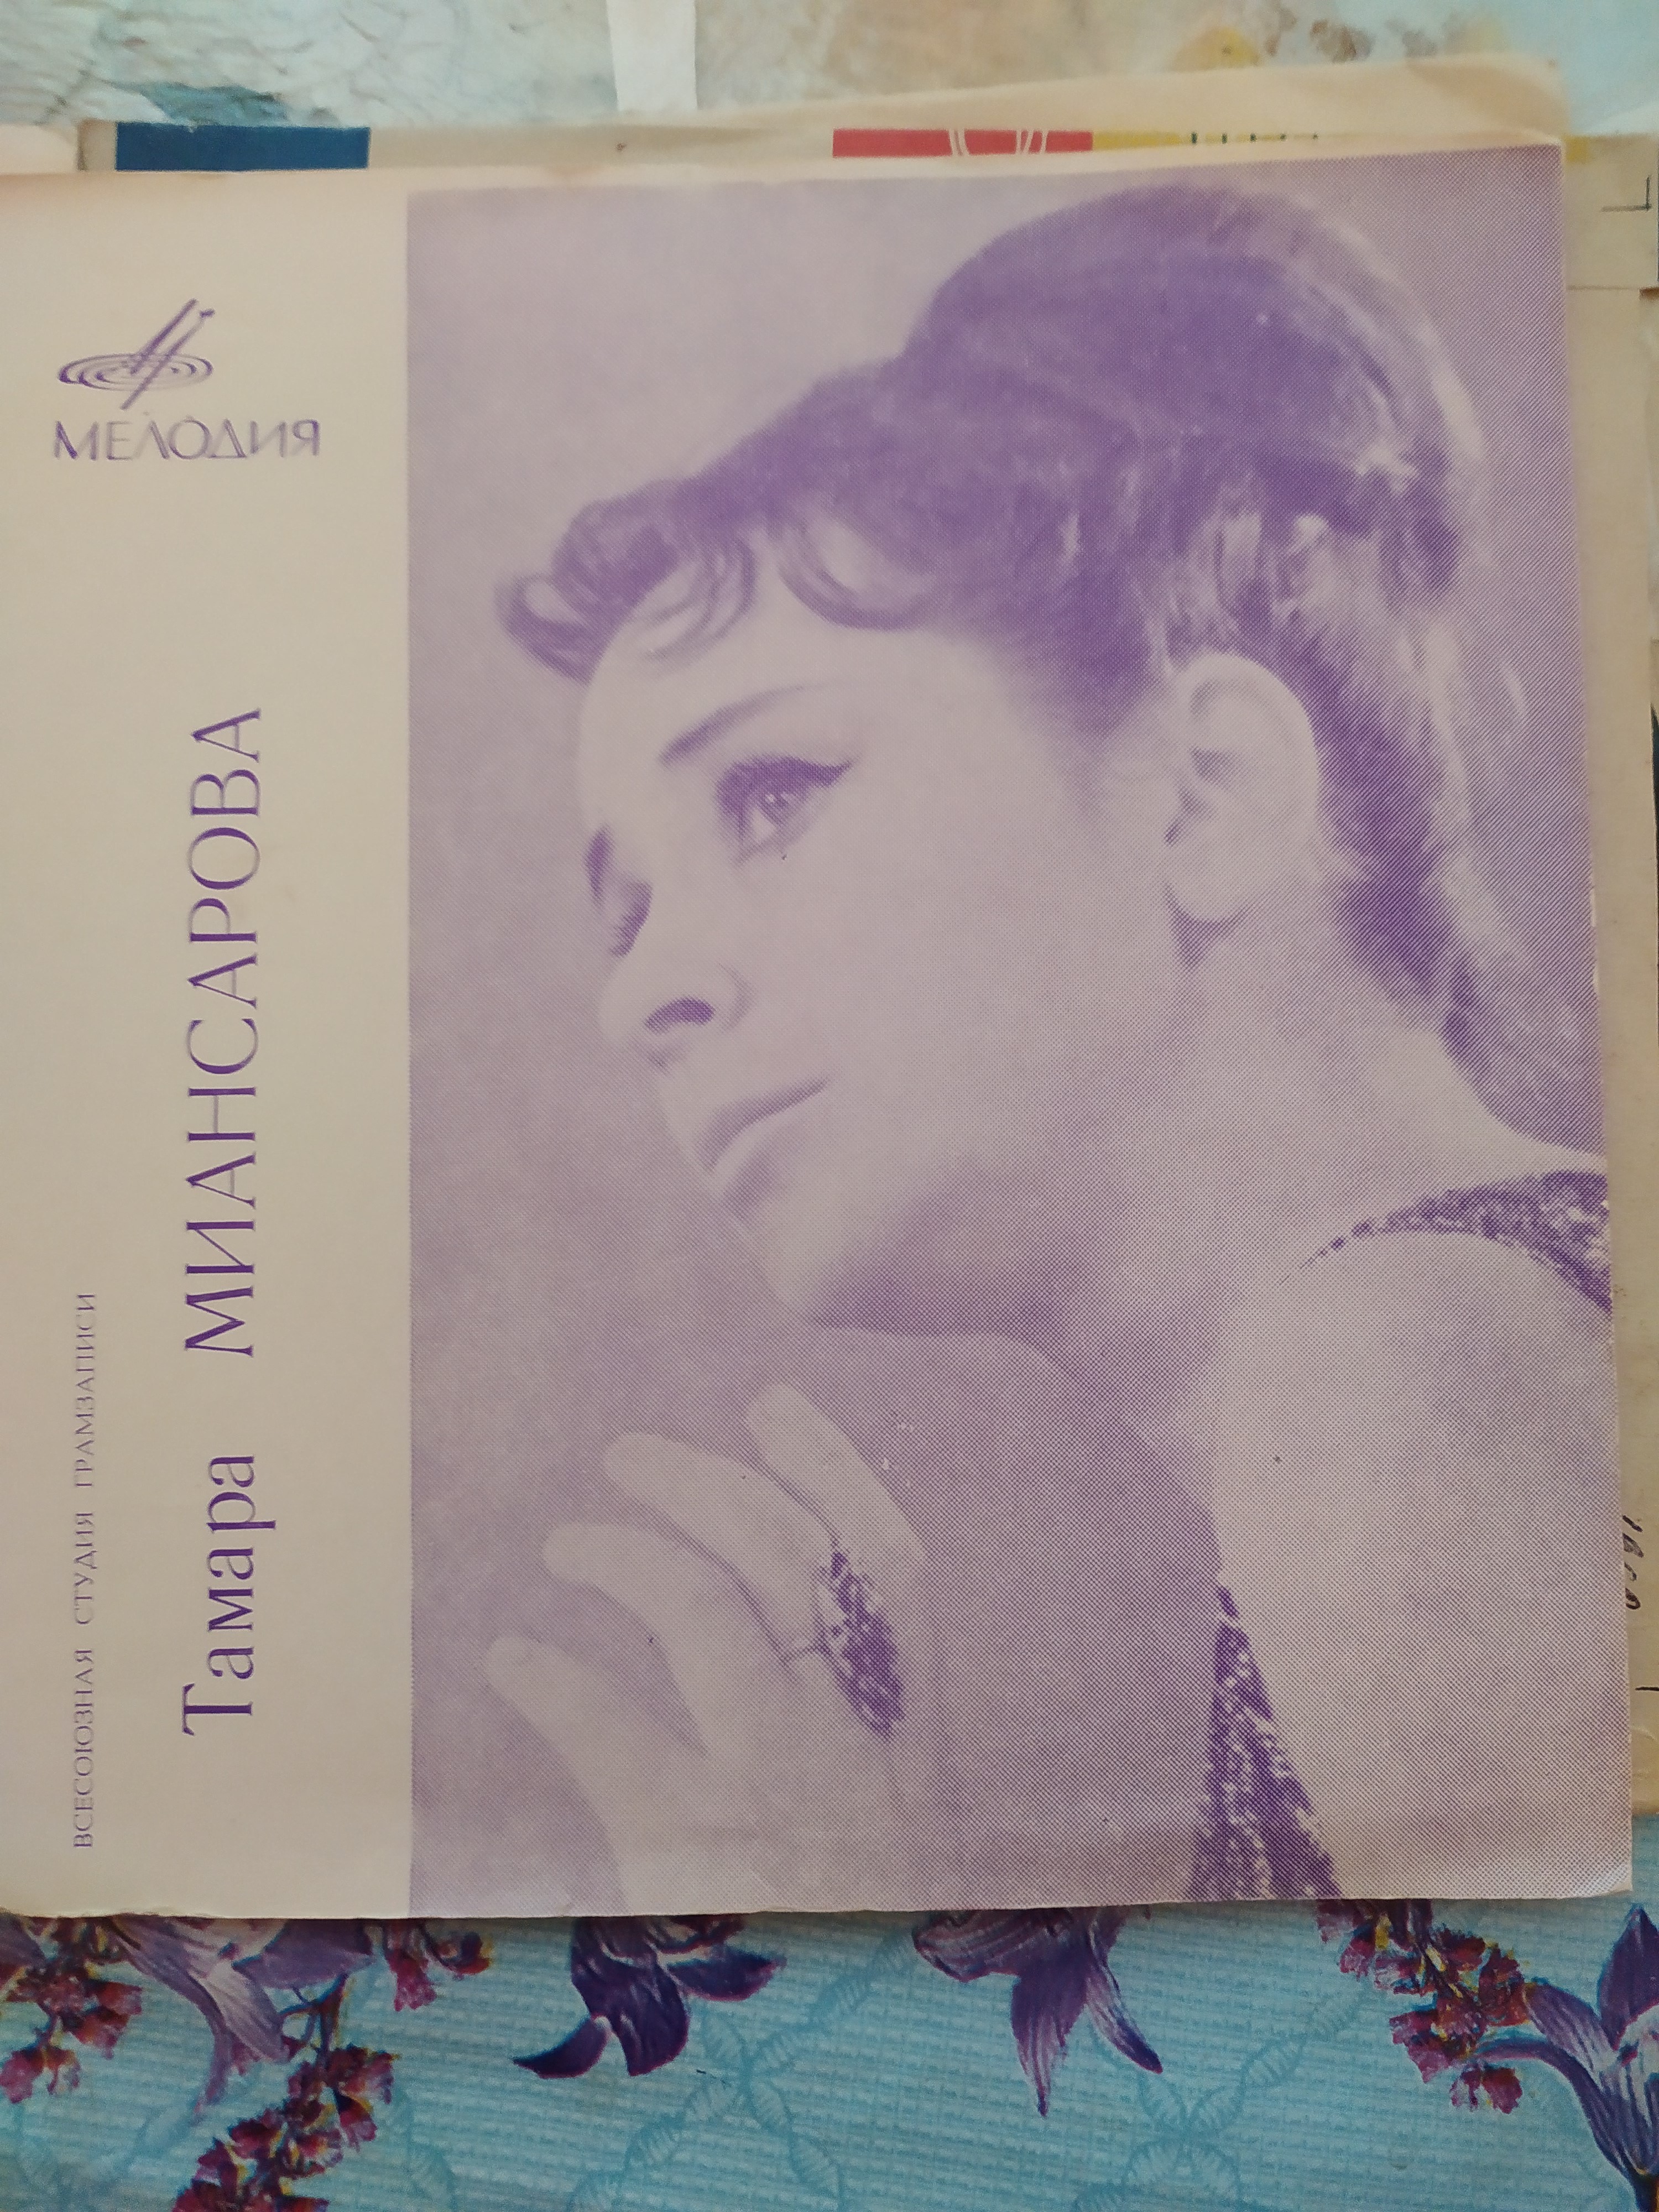 МЕЛОДИЯ
Тамара МИАНСАРОВА
ВСЕСОЮЗНАЯ СТУДИЯ ГРАМЗАПИСИ